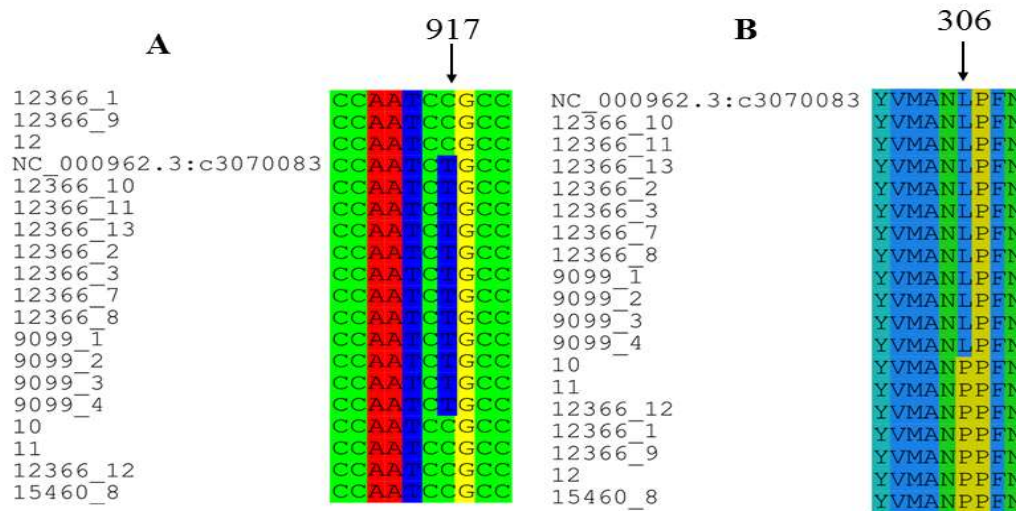 A
917
12366_1 CCAATCCGCC
12366_9 CCAATCCGCC
12 CCAATCCGCC
NC_000962.3:c3070083 CCAATCTGCC
12366_10 CCAATCTGCC
12366_11 CCAATCTGCC
12366_13 CCAATCTGCC
12366_2 CCAATCTGCC
12366_3 CCAATCTGCC
12366_7 CCAATCTGCC
12366_8 CCAATCTGCC
9099_1 CCAATCTGCC
9099_2 CCAATCTGCC
9099_3 CCAATCTGCC
9099_4 CCAATCTGCC
10 CCAATCCGCC
11 CCAATCCGCC
12366_12 CCAATCCGCC
15460_8 CCAATCCGCC
B
306
NC_000962.3:c3070083 YVMANLPFN
12366_10 YVMANLPFN
12366_11 YVMANLPFN
12366_13 YVMANLPFN
12366_2 YVMANLPFN
12366_3 YVMANLPFN
12366_7 YVMANLPFN
12366_8 YVMANLPFN
9099_1 YVMANLPFN
9099_2 YVMANLPFN
9099_3 YVMANLPFN
9099_4 YVMANLPFN
10 YVMANPPFN
11 YVMANPPFN
12366_12 YVMANPPFN
12366_1 YVMANPPFN
12366_9 YVMANPPFN
12 YVMANPPFN
15460_8 YVMANPPFN